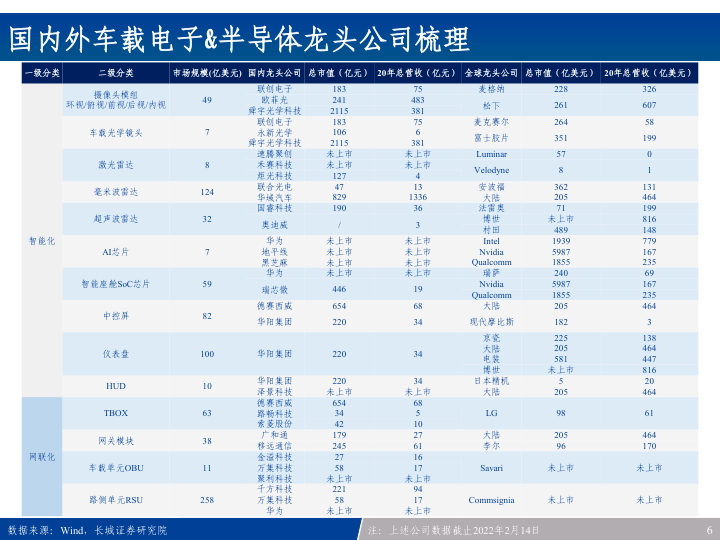 国内外车载电子&半导体龙头公司梳理
一级分类 二级分类 市场规模(亿美元) 国内龙头公司 总市值（亿元） 20年总营收（亿元） 全球龙头公司 总市值（亿美元） 20年总营收（亿美元）
智能化
摄像头模组
环视/俯视/前视/后视/内视
49
联创电子 183 75
欧菲光 241 483
舜宇光学科技 2115 381
麦格纳 228 326
松下 261 607
车载光学镜头
7
联创电子 183 75
永新光学 106 6
舜宇光学科技 2115 381
麦克赛尔 264 58
富士胶片 351 199
激光雷达
8
速腾聚创 未上市 未上市
禾赛科技 未上市 未上市
炬光科技 127 4
Luminar 57 0
Velodyne 8 1
毫米波雷达
124
联合光电 47 13
华域汽车 829 1336
安波福 362 131
大陆 205 464
超声波雷达
32
国睿科技 190 36
奥迪威 / 3
法雷奥 71 199
博世 未上市 816
村田 489 148
AI芯片
7
华为 未上市 未上市
地平线 未上市 未上市
黑芝麻 未上市 未上市
Intel 1939 779
Nvidia 5987 167
Qualcomm 1855 235
智能座舱SoC芯片
59
华为 未上市 未上市
瑞芯微 446 19
瑞萨 240 69
Nvidia 5987 167
Qualcomm 1855 235
中控屏
82
德赛西威 654 68
华阳集团 220 34
大陆 205 464
现代摩比斯 182 3
仪表盘
100
华阳集团 220 34
京瓷 225 138
大陆 205 464
电装 581 447
博世 未上市 816
HUD
10
华阳集团 220 34
泽景科技 未上市 未上市
日本精机 5 20
大陆 205 464
网联化
TBOX
63
德赛西威 654 68
路畅科技 34 5
索菱股份 42 10
LG 98 61
网关模块
38
广和通 179 27
移远通信 245 61
大陆 205 464
李尔 96 170
车载单元OBU
11
金溢科技 27 16
万集科技 58 17
聚利科技 未上市 未上市
Savari 未上市 未上市
路侧单元RSU
258
千方科技 221 94
万集科技 58 17
华为 未上市 未上市
Commsignia 未上市 未上市
数据来源：Wind，长城证券研究院
注：上述公司数据截止2022年2月14日
6